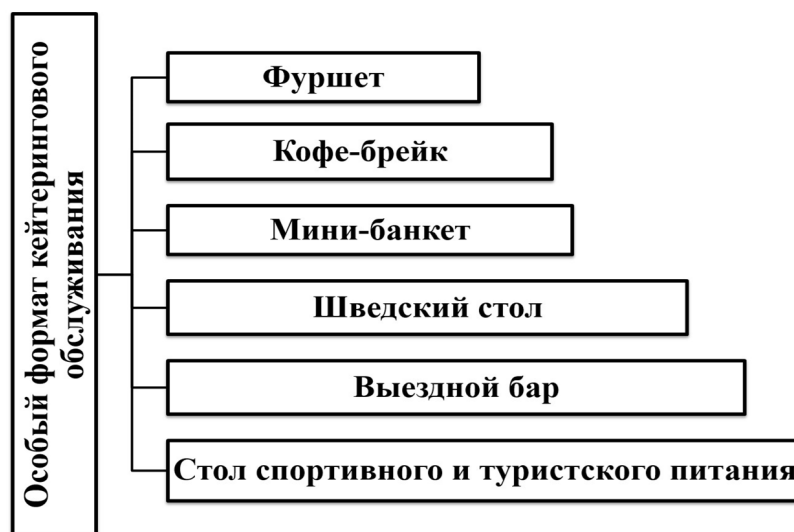 Особый формат кейтерингового
обслуживания
Фуршет
Кофе-брейк
Мини-банкет
Шведский стол
Выездной бар
Стол спортивного и туристского питания